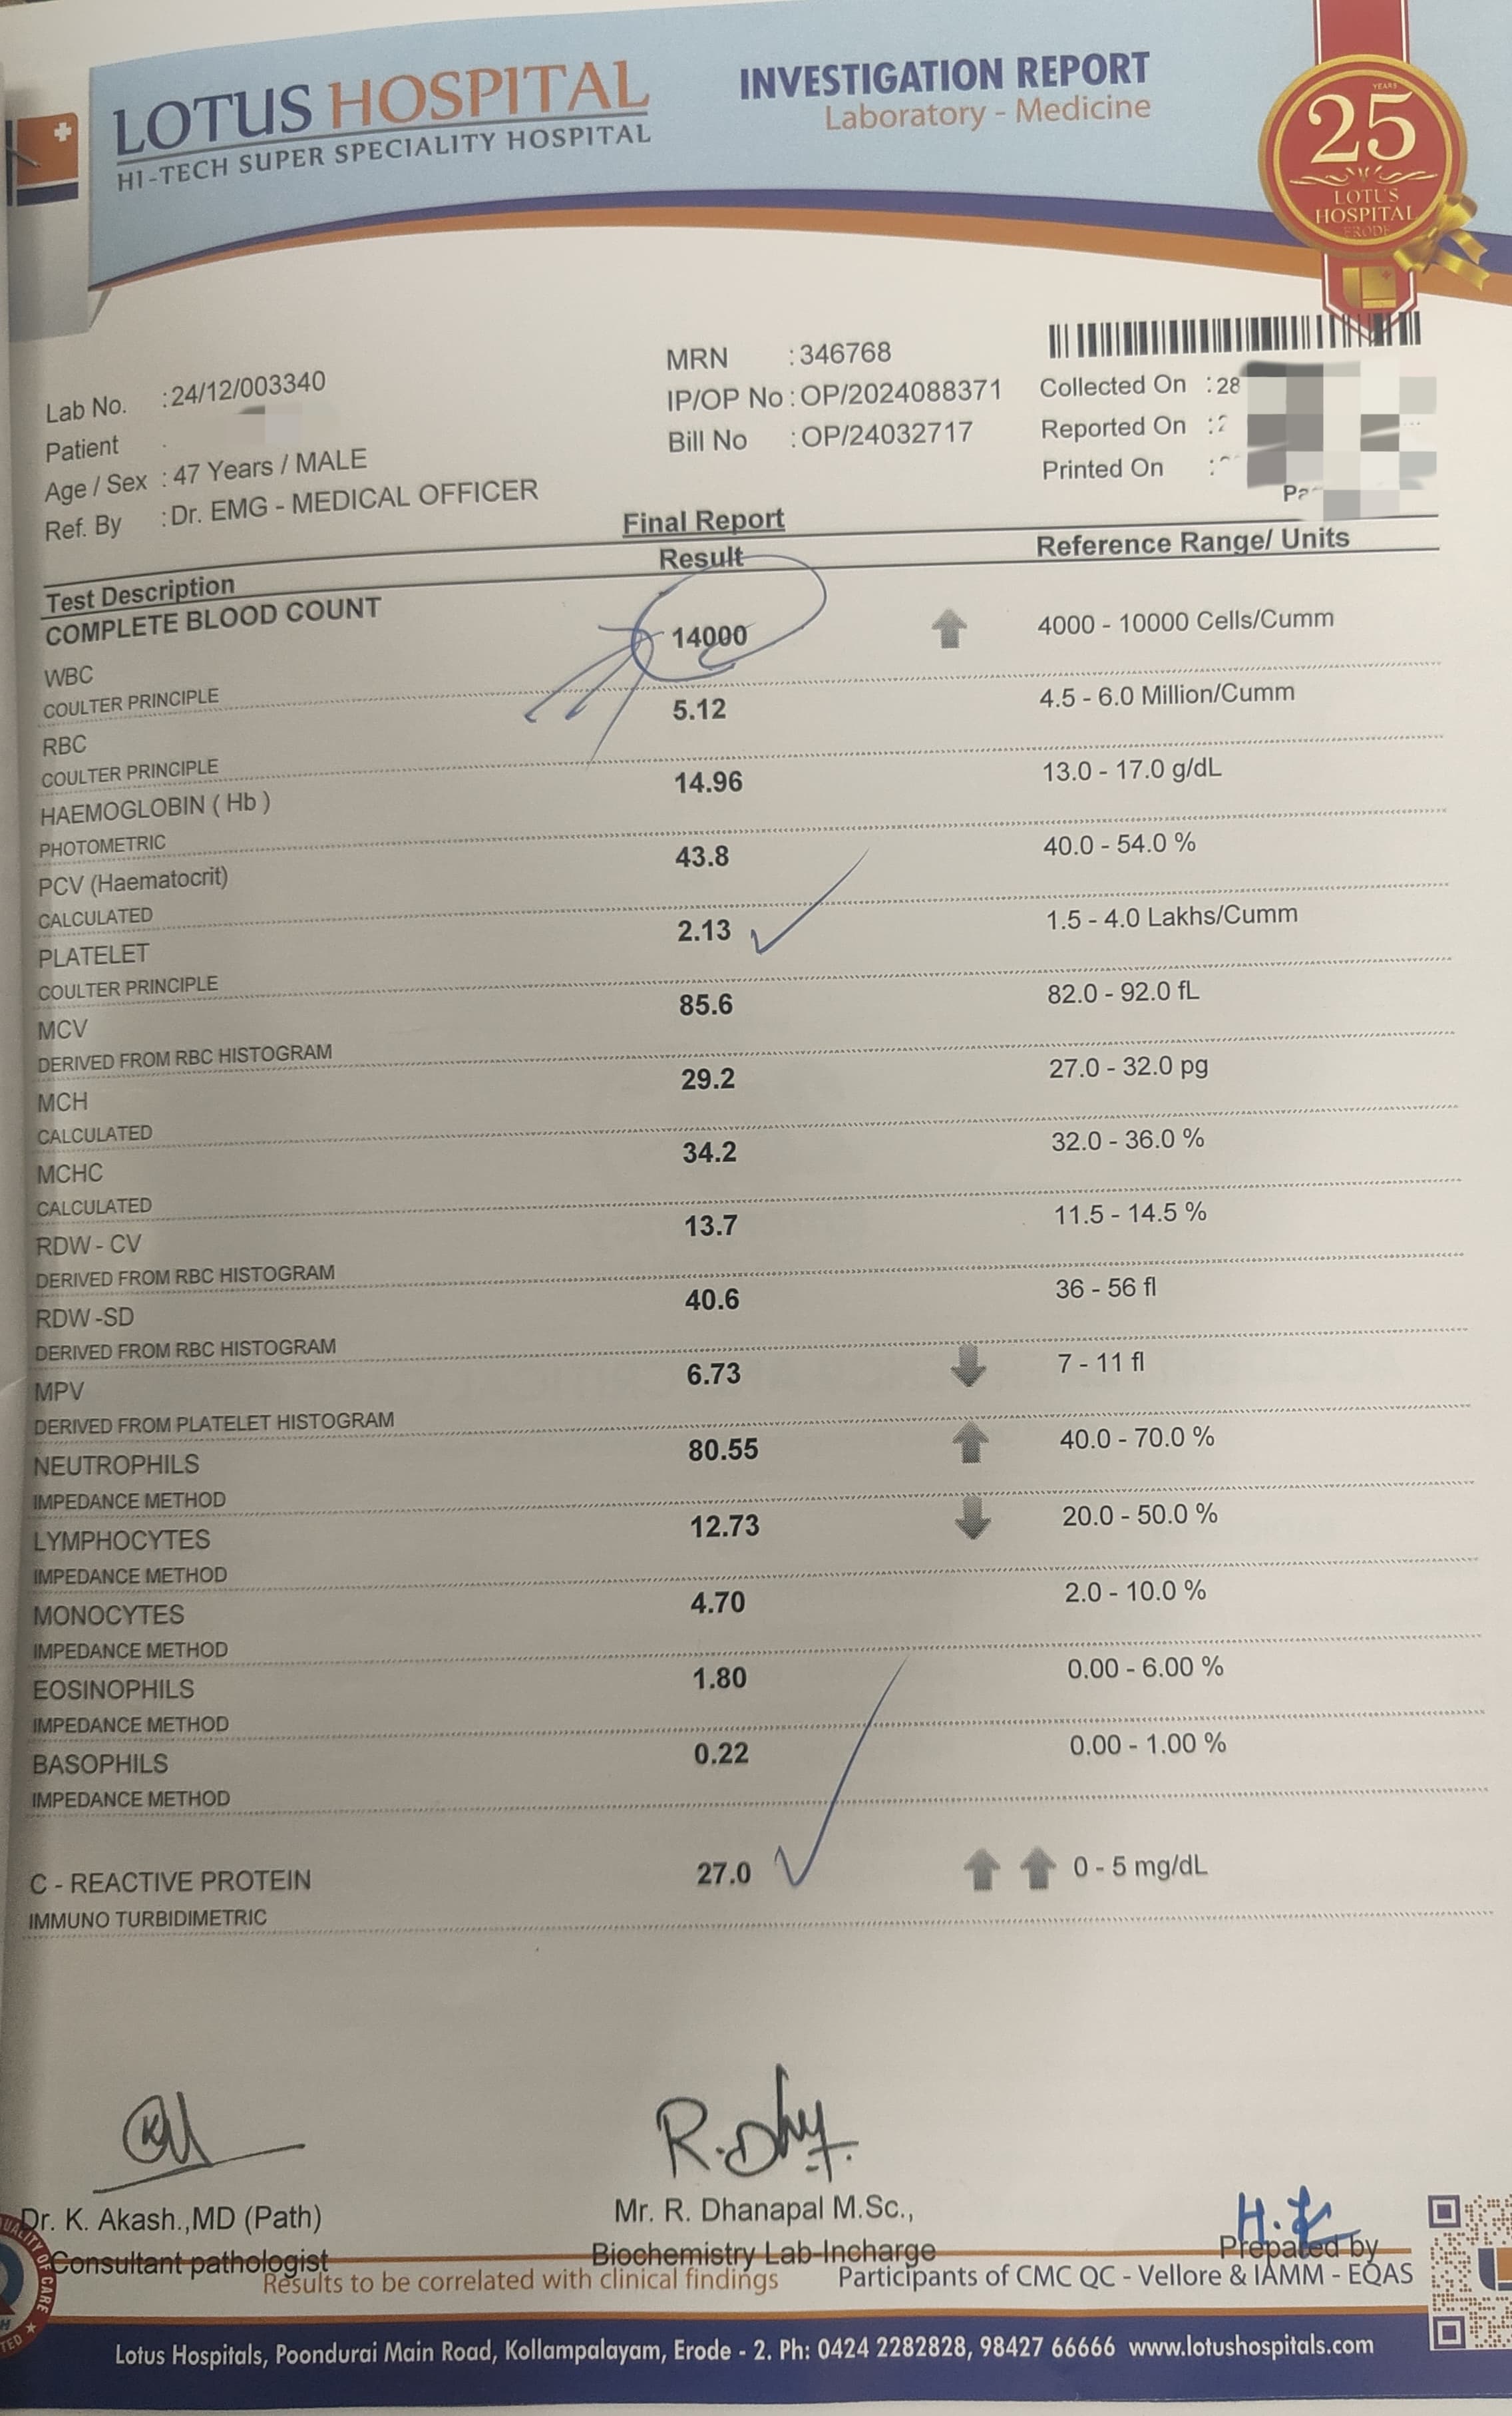 LOTUS HOSPITAL
HI-TECH SUPER SPECIALITY HOSPITAL
INVESTIGATION REPORT
Laboratory - Medicine
YEARS
25
LOTUS
HOSPITAL
ERODE
Lab No. :24/12/003340
Patient :
Age / Sex : 47 Years / MALE
Ref. By :Dr. EMG - MEDICAL OFFICER
MRN :346768
IP/OP No : OP/2024088371
Bill No :OP/24032717
Collected On :28
Reported On :
Printed On :
Final Report
Test Description Result Reference Range/ Units
COMPLETE BLOOD COUNT
WBC 14000 4000 - 10000 Cells/Cumm
COULTER PRINCIPLE
RBC 5.12 4.5 - 6.0 Million/Cumm
COULTER PRINCIPLE
HAEMOGLOBIN ( Hb ) 14.96 13.0 - 17.0 g/dL
PHOTOMETRIC
PCV (Haematocrit) 43.8 40.0 - 54.0 %
CALCULATED
PLATELET 2.13 1.5 - 4.0 Lakhs/Cumm
COULTER PRINCIPLE
MCV 85.6 82.0 - 92.0 fL
DERIVED FROM RBC HISTOGRAM
MCH 29.2 27.0 - 32.0 pg
CALCULATED
MCHC 34.2 32.0 - 36.0 %
CALCULATED
RDW - CV 13.7 11.5 - 14.5 %
DERIVED FROM RBC HISTOGRAM
RDW -SD 40.6 36 - 56 fl
DERIVED FROM RBC HISTOGRAM
MPV 6.73 7 - 11 fl
DERIVED FROM PLATELET HISTOGRAM
NEUTROPHILS 80.55 40.0 - 70.0 %
IMPEDANCE METHOD
LYMPHOCYTES 12.73 20.0 - 50.0 %
IMPEDANCE METHOD
MONOCYTES 4.70 2.0 - 10.0 %
IMPEDANCE METHOD
EOSINOPHILS 1.80 0.00 - 6.00 %
IMPEDANCE METHOD
BASOPHILS 0.22 0.00 - 1.00 %
IMPEDANCE METHOD
C - REACTIVE PROTEIN 27.0 0 - 5 mg/dL
IMMUNO TURBIDIMETRIC
Dr. K. Akash.,MD (Path)
Consultant pathologist
Mr. R. Dhanapal M.Sc.,
Biochemistry Lab-Incharge
Prepated by
QUALITY OF CARE
Results to be correlated with clinical findings Participants of CMC QC - Vellore & IAMM - EQAS
Lotus Hospitals, Poondurai Main Road, Kollampalayam, Erode - 2. Ph: 0424 2282828, 98427 66666 www.lotushospitals.com